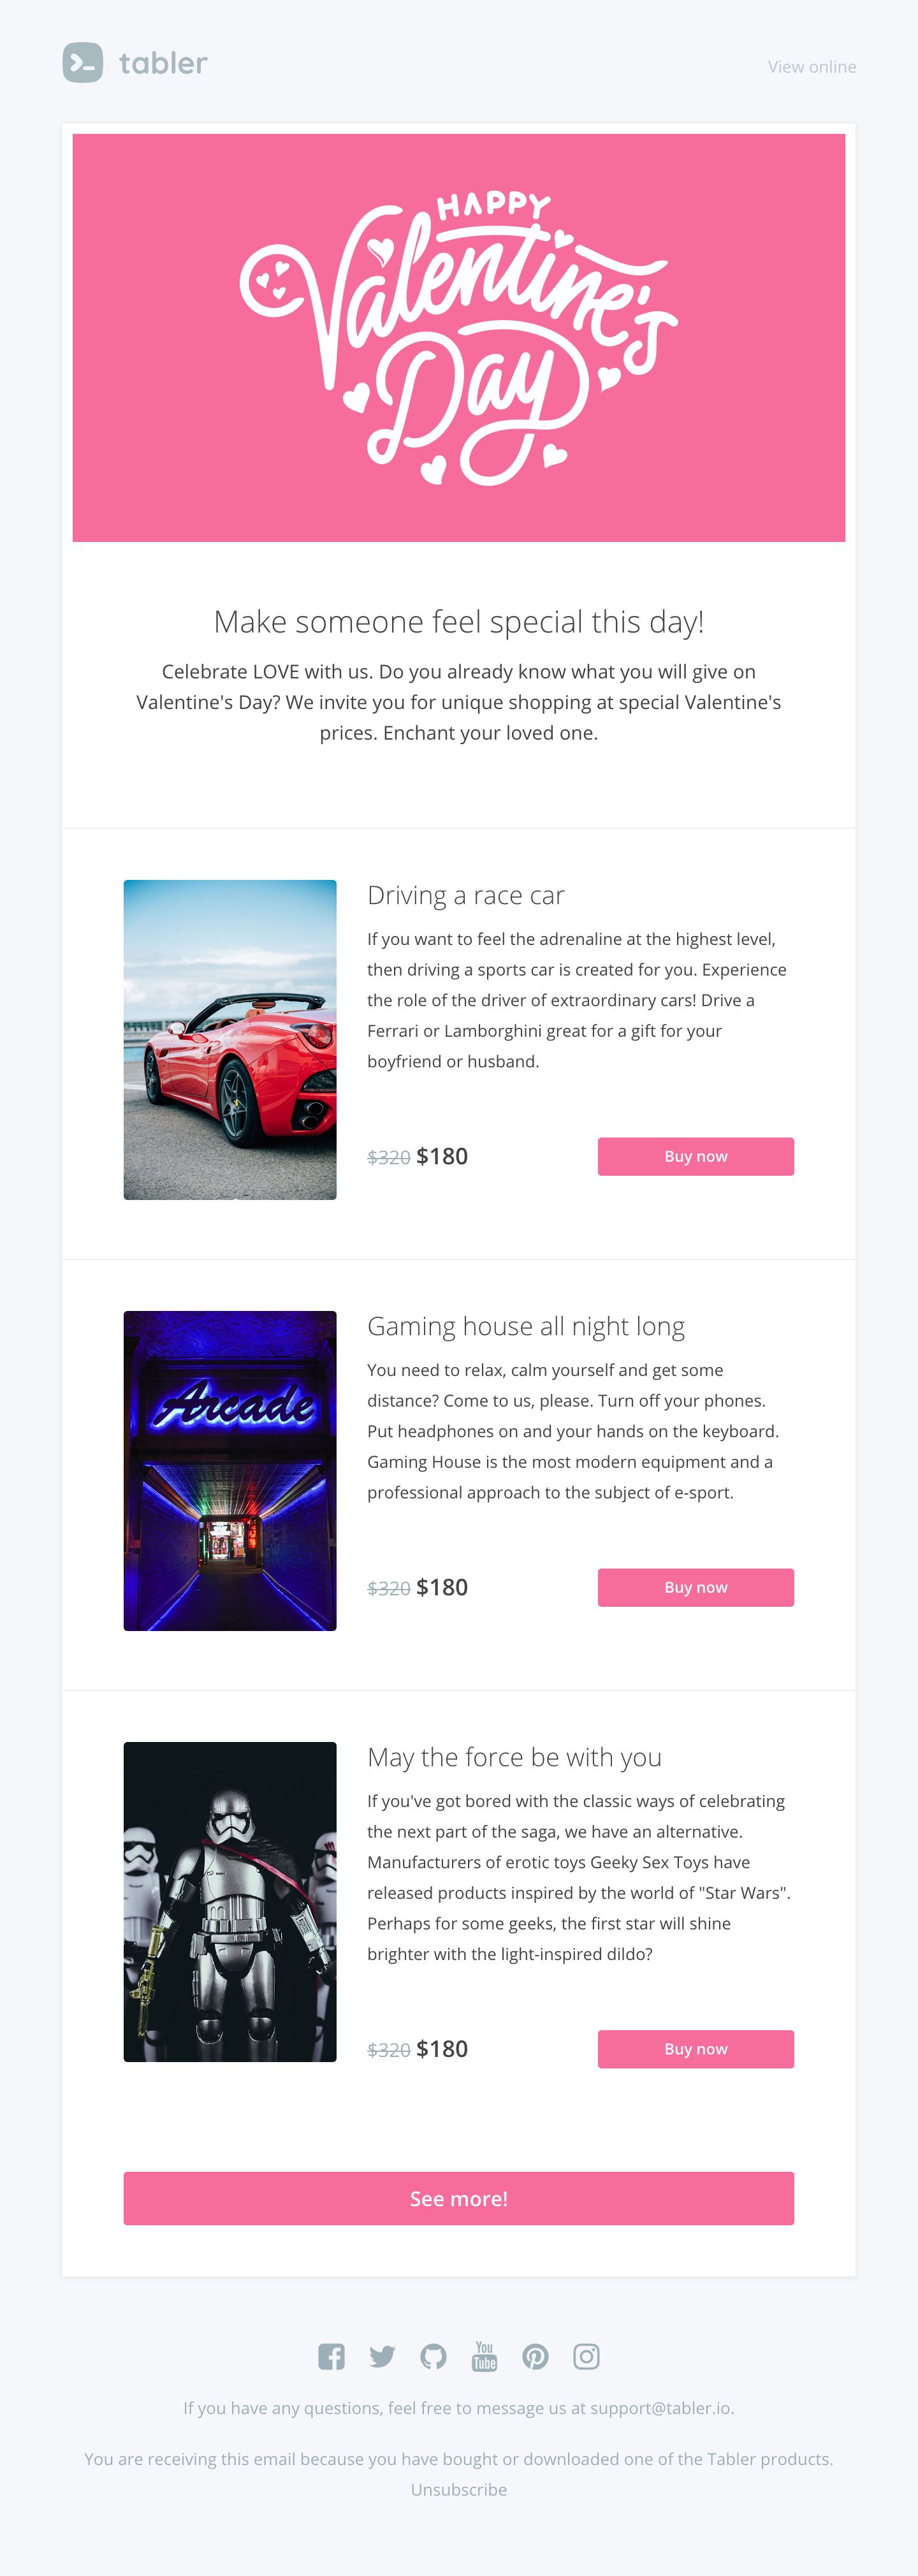 tabler
View online
HAPPY
Valentine's
Day
Make someone feel special this day!
Celebrate LOVE with us. Do you already know what you will give on
Valentine's Day? We invite you for unique shopping at special Valentine's
prices. Enchant your loved one.
Driving a race car
If you want to feel the adrenaline at the highest level,
then driving a sports car is created for you. Experience
the role of the driver of extraordinary cars! Drive a
Ferrari or Lamborghini great for a gift for your
boyfriend or husband.
$320 $180
Buy now
Arcade
Gaming house all night long
You need to relax, calm yourself and get some
distance? Come to us, please. Turn off your phones.
Put headphones on and your hands on the keyboard.
Gaming House is the most modern equipment and a
professional approach to the subject of e-sport.
$320 $180
Buy now
May the force be with you
If you've got bored with the classic ways of celebrating
the next part of the saga, we have an alternative.
Manufacturers of erotic toys Geeky Sex Toys have
released products inspired by the world of "Star Wars".
Perhaps for some geeks, the first star will shine
brighter with the light-inspired dildo?
$320 $180
Buy now
See more!
You
Tube
If you have any questions, feel free to message us at support@tabler.io.
You are receiving this email because you have bought or downloaded one of the Tabler products.
Unsubscribe